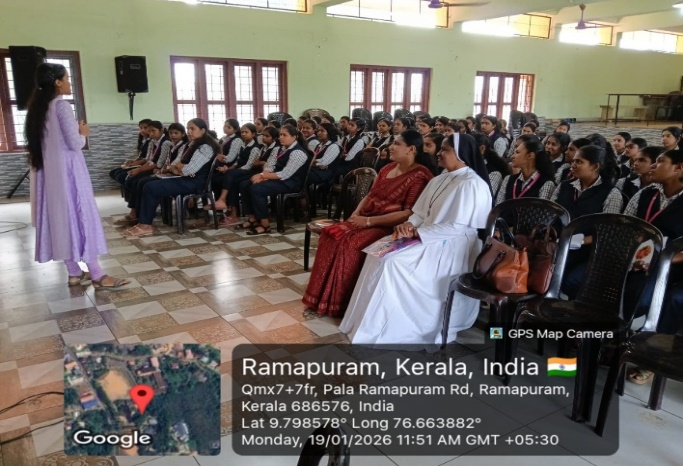 GPS Map Camera
Ramapuram, Kerala, India
Qmx7+7fr, Pala Ramapuram Rd, Ramapuram,
Kerala 686576, India
Lat 9.798578° Long 76.663882°
Monday, 19/01/2026 11:51 AM GMT +05:30
Google